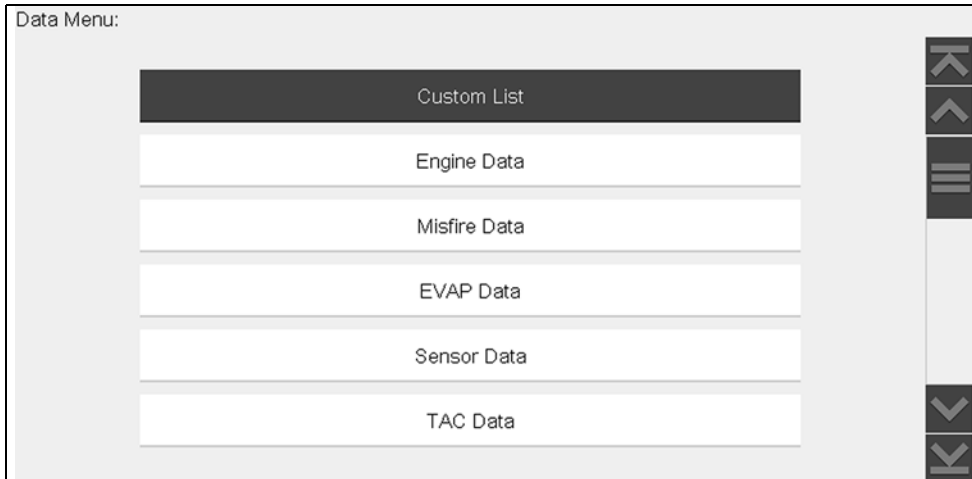 Data Menu:
Custom List
Engine Data
Misfire Data
EVAP Data
Sensor Data
TAC Data